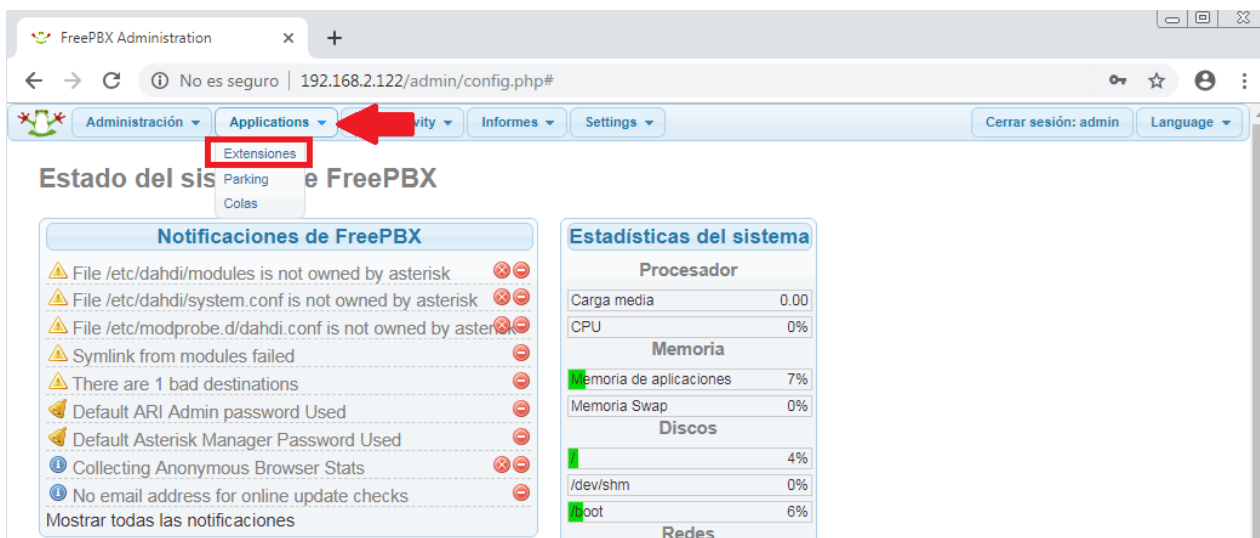 FreePBX Administration
No es seguro | 192.168.2.122/admin/config.php#
Administración Applications vity Informes Settings Cerrar sesión: admin Language
Extensiones
Parking
Colas
Estado del sis e FreePBX
Notificaciones de FreePBX
File /etc/dahdi/modules is not owned by asterisk
File /etc/dahdi/system.conf is not owned by asterisk
File /etc/modprobe.d/dahdi.conf is not owned by asterisk
Symlink from modules failed
There are 1 bad destinations
Default ARI Admin password Used
Default Asterisk Manager Password Used
Collecting Anonymous Browser Stats
No email address for online update checks
Mostrar todas las notificaciones
Estadísticas del sistema
Procesador
Carga media 0.00
CPU 0%
Memoria
Memoria de aplicaciones 7%
Memoria Swap 0%
Discos
/ 4%
/dev/shm 0%
/boot 6%
Redes